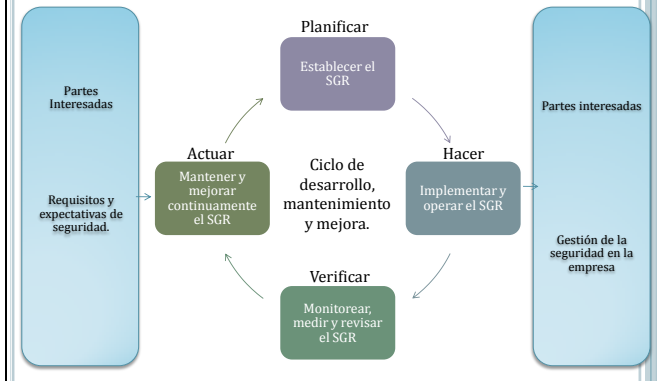 Partes
Interesadas
Requisitos y
expectativas de
seguridad.
Planificar
Establecer el
SGR
Actuar
Mantener y
mejorar
continuamente
el SGR
Ciclo de
desarrollo,
mantenimiento
y mejora.
Hacer
Implementar y
operar el SGR
Verificar
Monitorear,
medir y revisar
el SGR
Partes interesadas
Gestión de la
seguridad en la
empresa